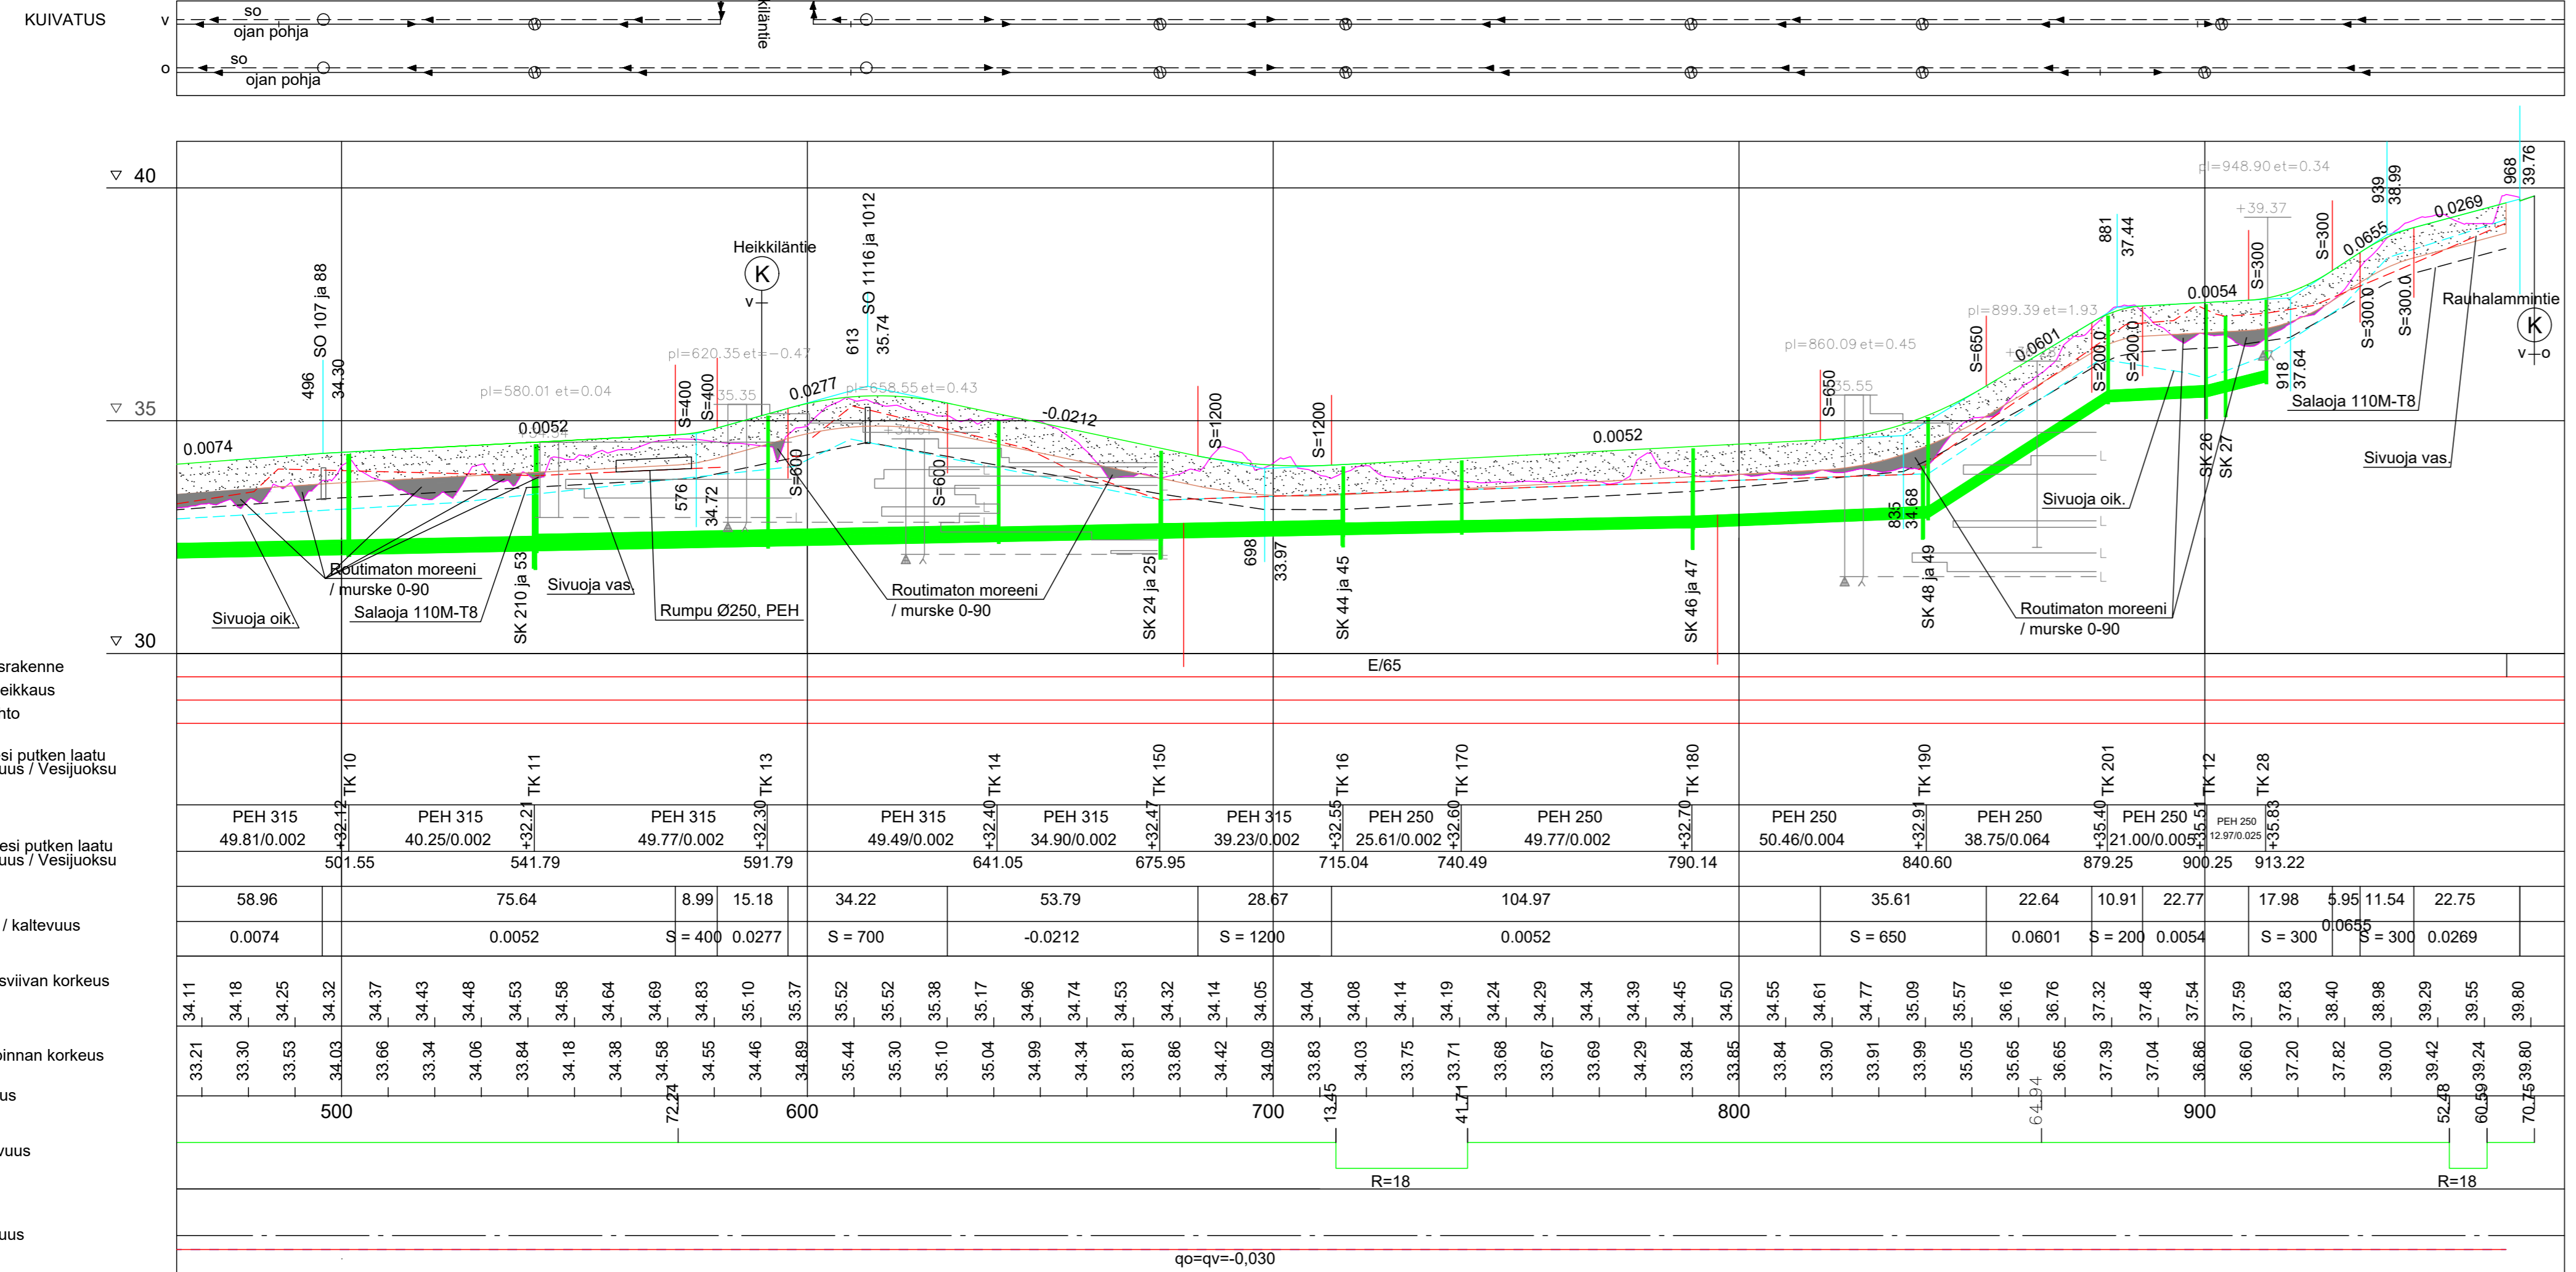 KUIVATUS
v
so
ojan pohja
kiläntie
o
so
ojan pohja
40
35
30
0.0074
496
34.30
SO 107 ja 88
pl=580.01 et=0.04
0.0052
pl=620.35 et=-0.47
S=400
S=400
35.35
Heikkiläntie
K
v
0.0277
613
35.74
SO 1116 ja 1012
pl=658.55 et=0.43
-0.0212
S=600
S=600
576
34.72
S=1200
S=1200
698
33.97
0.0052
pl=860.09 et=0.45
S=650
35.55
835
34.68
pl=899.39 et=1.93
S=650
0.0601
881
37.44
S=200.0
S=200.0
pl=948.90 et=0.34
+39.37
0.0054
S=300
S=300
918
37.64
939
38.99
0.0655
S=300.0
S=300.0
0.0269
968
39.76
Rauhalammintie
K
v
o
Salaoja 110M-T8
Sivuoja vas.
Sivuoja oik.
Routimaton moreeni
/ murske 0-90
Salaoja 110M-T8
Sivuoja oik.
SK 210 ja 53
Sivuoja vas.
Rumpu Ø250, PEH
Routimaton moreeni
/ murske 0-90
SK 24 ja 25
SK 44 ja 45
SK 46 ja 47
SK 48 ja 49
SK 26
SK 27
Routimaton moreeni
/ murske 0-90
srakenne
E/65
eikkaus
nto
esi putken laatu
uus / Vesijuoksu
TK 10
TK 11
TK 13
TK 14
TK 150
TK 16
TK 170
TK 180
TK 190
TK 201
TK 12
TK 28
+32.12
+32.21
+32.30
+32.40
+32.47
+32.55
+32.60
+32.70
+32.91
+35.40
+35.51
+35.83
PEH 315
PEH 315
PEH 315
PEH 315
PEH 315
PEH 315
PEH 250
PEH 250
PEH 250
PEH 250
PEH 250
PEH 250
esi putken laatu
uus / Vesijuoksu
49.81/0.002
40.25/0.002
49.77/0.002
49.49/0.002
34.90/0.002
39.23/0.002
25.61/0.002
49.77/0.002
50.46/0.004
38.75/0.064
21.00/0.005
12.97/0.025
501.55
541.79
591.79
641.05
675.95
715.04
740.49
790.14
840.60
879.25
900.25
913.22
58.96
75.64
8.99
15.18
34.22
53.79
28.67
104.97
35.61
22.64
10.91
22.77
17.98
5.95
11.54
22.75
/ kaltevuus
0.0074
0.0052
S = 400
0.0277
S = 700
-0.0212
S = 1200
0.0052
S = 650
0.0601
S = 200
0.0054
S = 300
0.0655
S = 300
0.0269
sviivan korkeus
34.11
34.18
34.25
34.32
34.37
34.43
34.48
34.53
34.58
34.64
34.69
34.83
35.10
35.37
35.52
35.52
35.38
35.17
34.96
34.74
34.53
34.32
34.14
34.05
34.04
34.08
34.14
34.19
34.24
34.29
34.34
34.39
34.45
34.50
34.55
34.61
34.77
35.09
35.57
36.16
36.76
37.32
37.48
37.54
37.59
37.83
38.40
38.98
39.29
39.55
39.80
pinnan korkeus
33.21
33.30
33.53
34.03
33.66
33.34
34.06
33.84
34.18
34.38
34.58
34.55
34.46
34.89
35.44
35.30
35.10
35.04
34.99
34.34
33.81
33.86
34.42
34.09
33.83
34.03
33.75
33.71
33.68
33.67
33.69
34.29
33.84
33.85
33.84
33.90
33.91
33.99
35.05
35.65
36.65
37.39
37.04
36.86
36.60
37.20
37.82
39.00
39.42
39.24
39.80
us
500
600
700
800
900
72.24
13.45
41.71
64.94
52.48
60.59
70.75
vuus
R=18
R=18
uus
qo=qv=-0,030